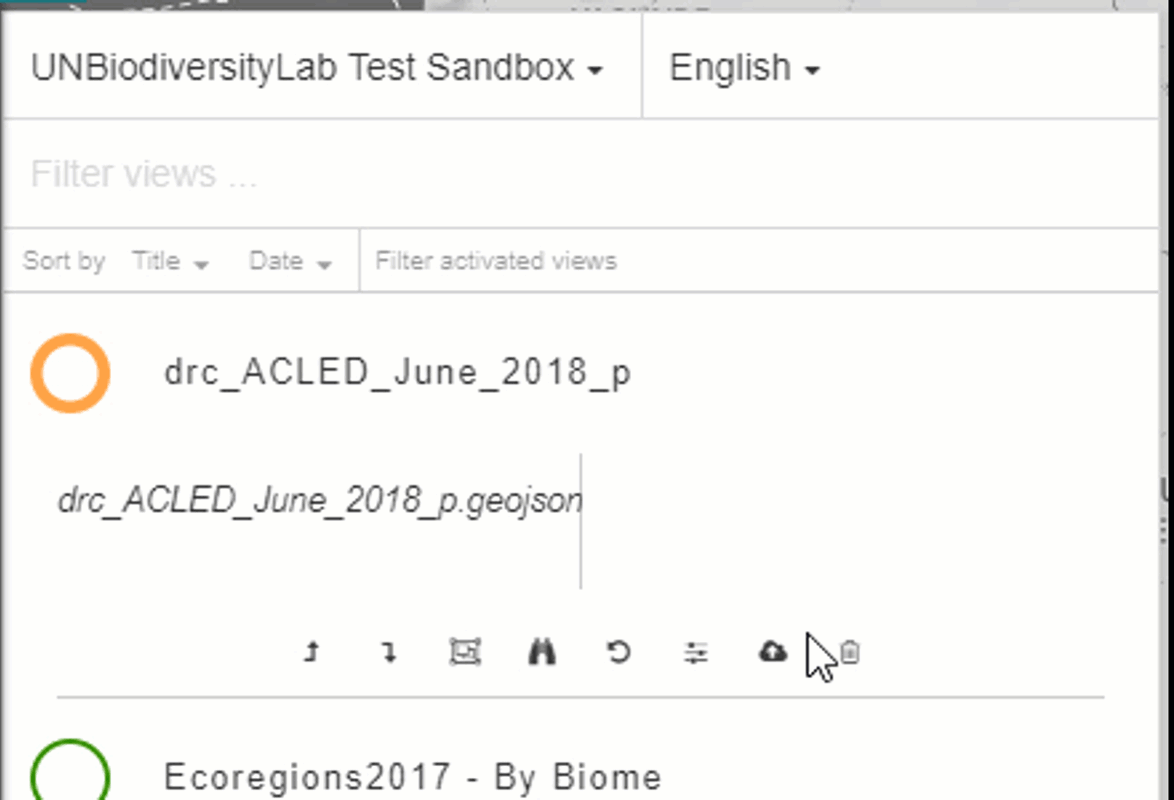 UNBiodiversityLab Test Sandbox English
Filter views ...
Sort by Title Date Filter activated views
drc_ACLED_June_2018_p
drc_ACLED_June_2018_p.geojson
Ecoregions2017 - By Biome